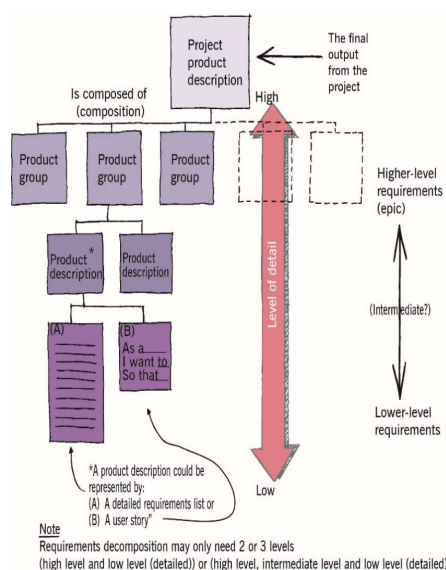 Project
product
description
The final
output
from the
project
Is composed of
(composition)
High
Product
group
Product
group
Product
group
Higher-level
requirements
(epic)
Level of detail
Product*
description
Product
description
(Intermediate?)
(A)
(B)
As a
I want to
So that
Lower-level
requirements
*A product description could be
represented by:
(A) A detailed requirements list or
(B) A user story"
Low
Note
Requirements decomposition may only need 2 or 3 levels
(high level and low level (detailed)) or (high level, intermediate level and low level (detailed)